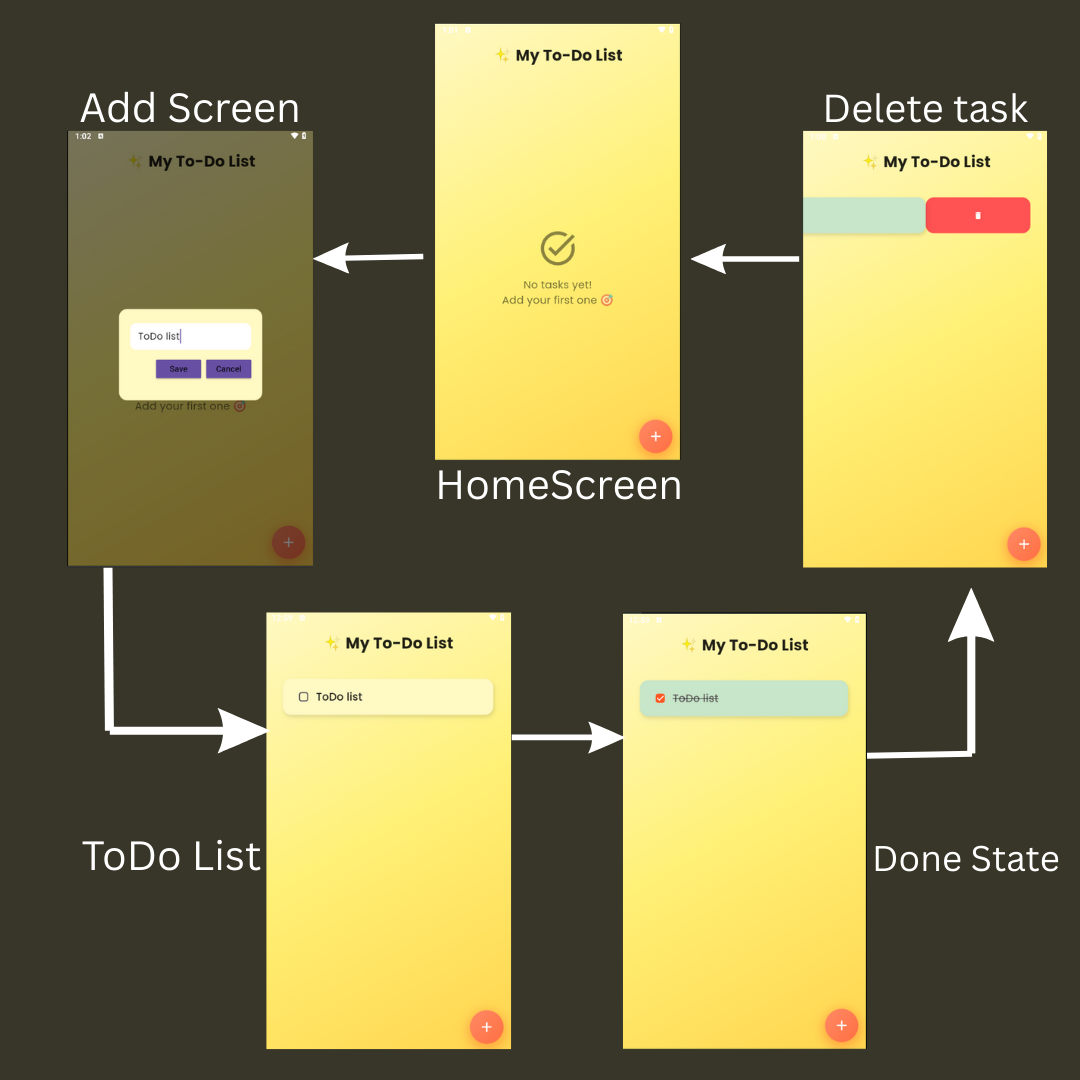 ✨ My To-Do List
No tasks yet!
Add your first one 🎯
+
HomeScreen
Add Screen
1:02
✨ My To-Do List
ToDo list
Save Cancel
Add your first one 🎯
+
Delete task
✨ My To-Do List
+
✨ My To-Do List
ToDo list
+
ToDo List
✨ My To-Do List
ToDo list
+
Done State